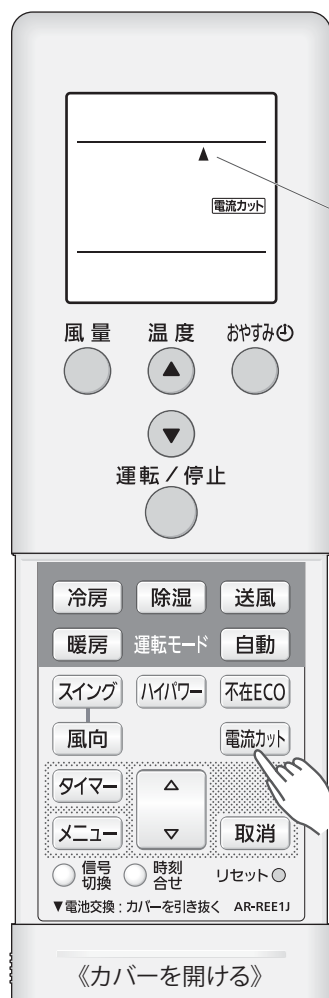 電流カット
風量 温度 おやすみ
運転/停止
冷房 除湿 送風
暖房 運転モード 自動
スイング ハイパワー 不在ECO
風向 電流カット
タイマー
メニュー 取消
信号切換 時刻合せ リセット
▼電池交換：カバーを引き抜く AR-REE1J
《カバーを開ける》